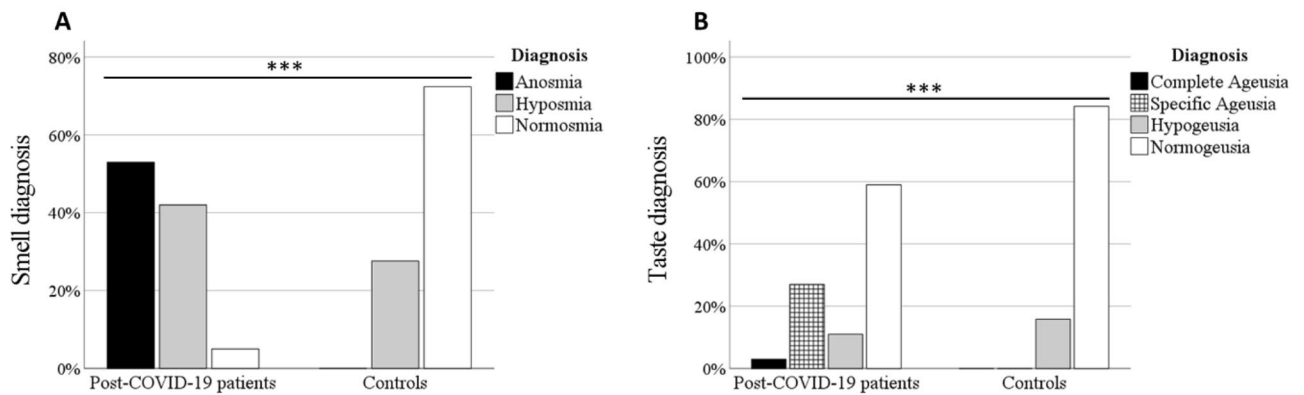 A
Smell diagnosis
80%
60%
40%
20%
0%
***
Post-COVID-19 patients
Controls
Diagnosis
Anosmia
Hyposmia
Normosmia
B
Taste diagnosis
100%
80%
60%
40%
20%
0%
***
Post-COVID-19 patients
Controls
Diagnosis
Complete Ageusia
Specific Ageusia
Hypogeusia
Normogeusia